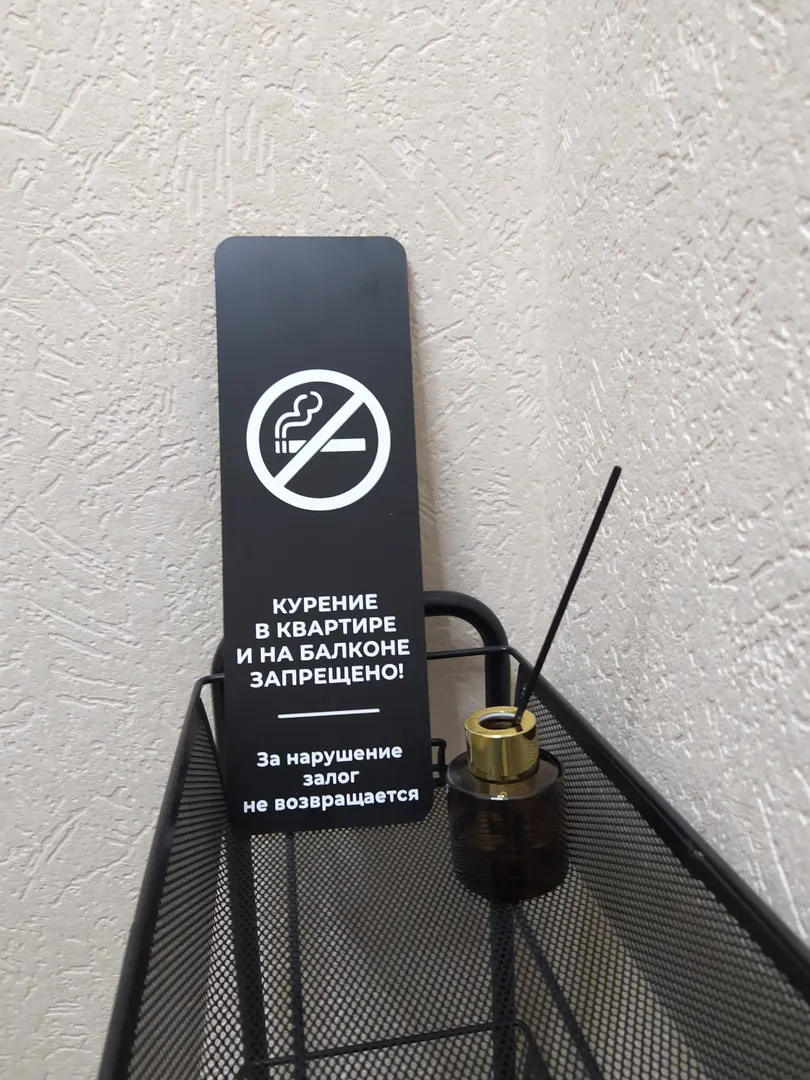 КУРЕНИЕ
В КВАРТИРЕ
И НА БАЛКОНЕ
ЗАПРЕЩЕНО!
За нарушение
залог
не возвращается